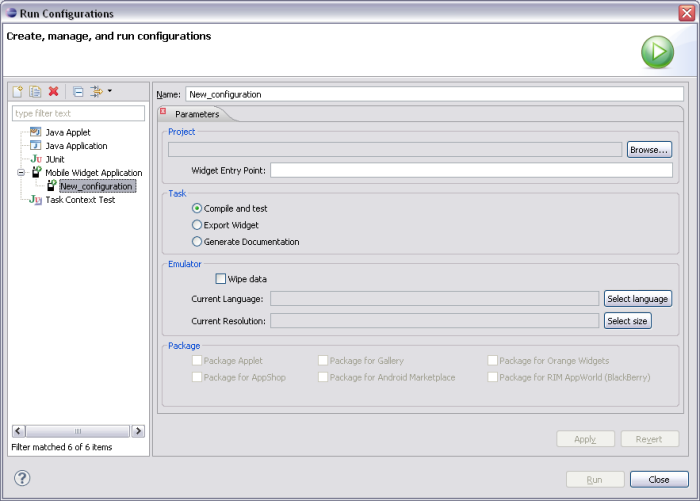 Run Configurations
Create, manage, and run configurations
type filter text
Java Applet
Java Application
JUnit
Mobile Widget Application
New_configuration
Task Context Test
Filter matched 6 of 6 items
Name: New_configuration
Parameters
Project
Browse...
Widget Entry Point:
Task
Compile and test
Export Widget
Generate Documentation
Emulator
Wipe data
Current Language: Select language
Current Resolution: Select size
Package
Package Applet Package for Gallery Package for Orange Widgets
Package for AppShop Package for Android Marketplace Package for RIM AppWorld (BlackBerry)
Apply Revert
Run Close